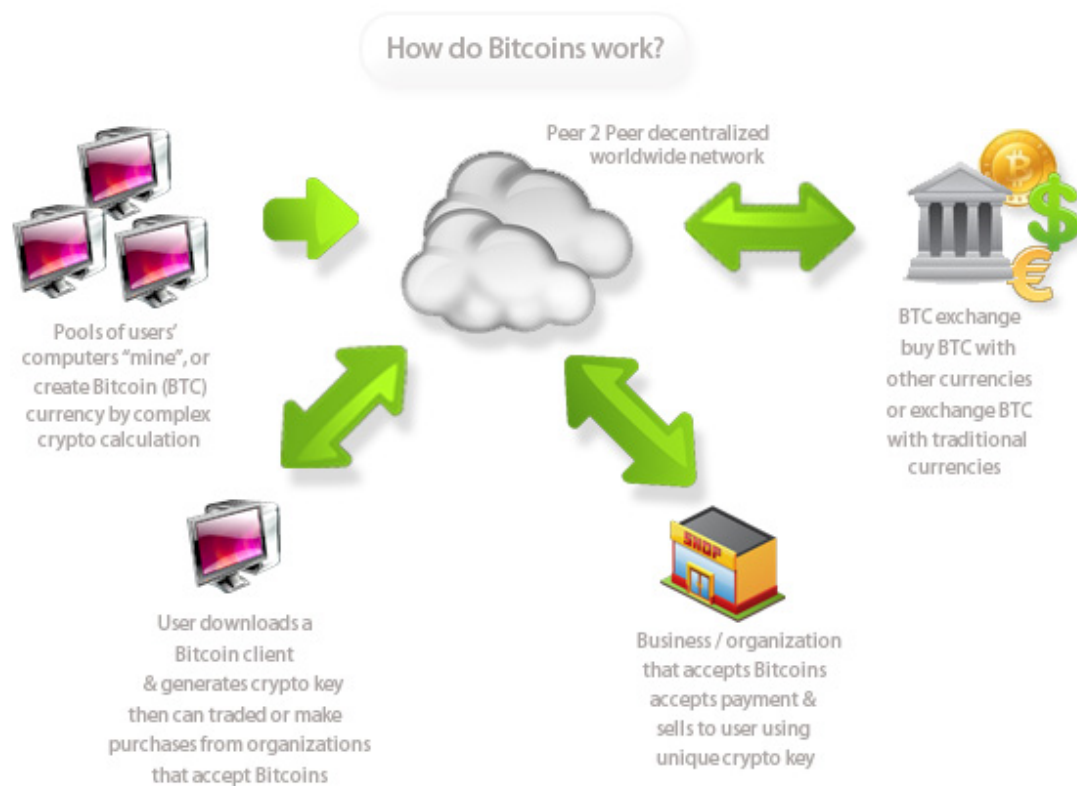 How do Bitcoins work?
Peer 2 Peer decentralized
worldwide network
Pools of users'
computers “mine”, or
create Bitcoin (BTC)
currency by complex
crypto calculation
BTC exchange
buy BTC with
other currencies
or exchange BTC
with traditional
currencies
SHOP
User downloads a
Bitcoin client
& generates crypto key
then can traded or make
purchases from organizations
that accept Bitcoins
Business / organization
that accepts Bitcoins
accepts payment &
sells to user using
unique crypto key